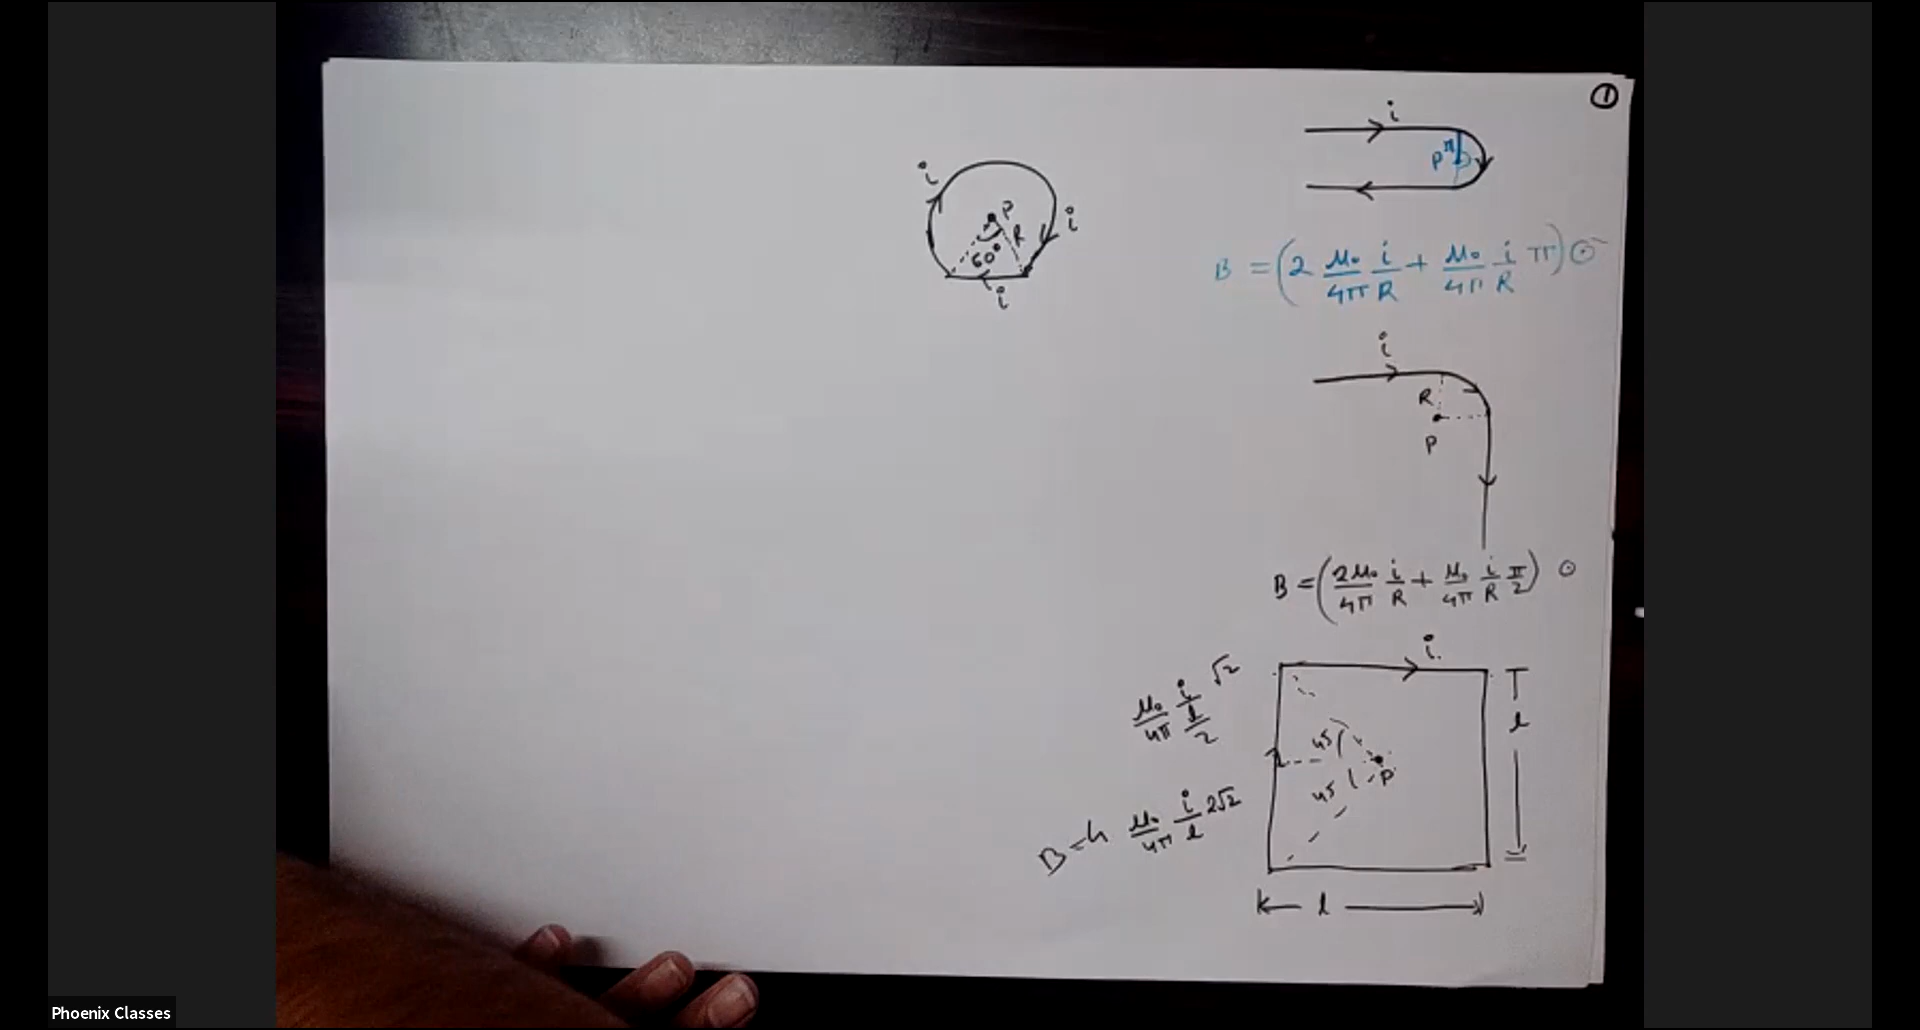 ①
i
P R
B = (2 μ₀/4π i/R + μ₀/4π i/R π) ⊙
i
P
R
60°
i
i
i
R
P
B = (2μ₀/4π i/R + μ₀/4π i/R π/2) ⊙
i
μ₀/4π i/(l/2) √2
45
P
45
l
B = 4 μ₀/4π i/l 2√2
l
Phoenix Classes